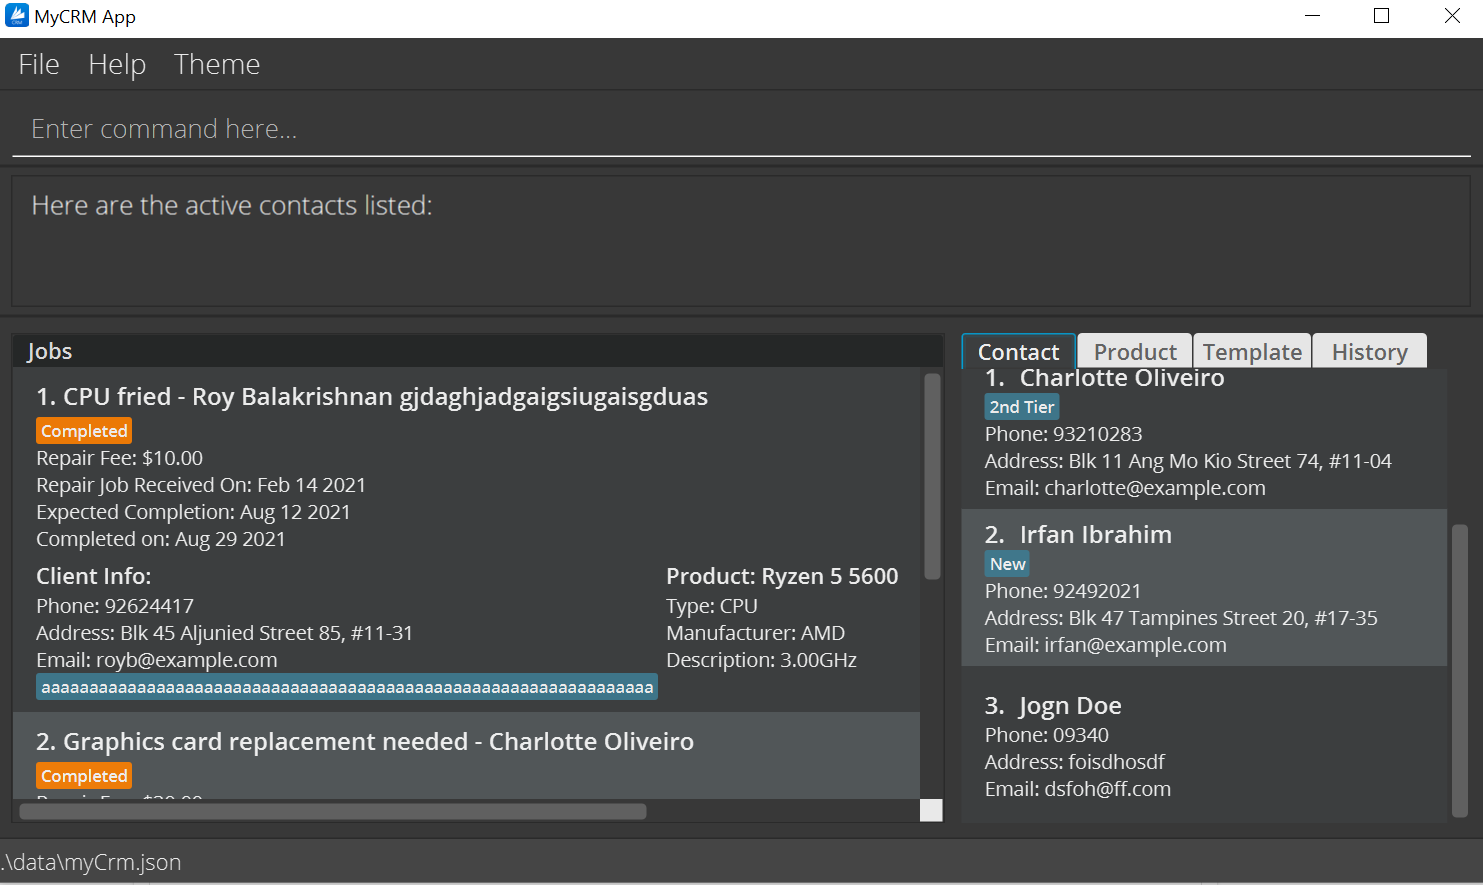 MyCRM App
File Help Theme
Enter command here...
Here are the active contacts listed:
Jobs
1. CPU fried - Roy Balakrishnan gjdaghjadgaigsiugaisgduas
Completed
Repair Fee: $10.00
Repair Job Received On: Feb 14 2021
Expected Completion: Aug 12 2021
Completed on: Aug 29 2021
Client Info:
Phone: 92624417
Address: Blk 45 Aljunied Street 85, #11-31
Email: royb@example.com
Product: Ryzen 5 5600
Type: CPU
Manufacturer: AMD
Description: 3.00GHz
2. Graphics card replacement needed - Charlotte Oliveiro
Completed
Contact Product Template History
1. Charlotte Oliveiro
2nd Tier
Phone: 93210283
Address: Blk 11 Ang Mo Kio Street 74, #11-04
Email: charlotte@example.com
2. Irfan Ibrahim
New
Phone: 92492021
Address: Blk 47 Tampines Street 20, #17-35
Email: irfan@example.com
3. Jogn Doe
Phone: 09340
Address: foisdhosdf
Email: dsfoh@ff.com
.\data\myCrm.json